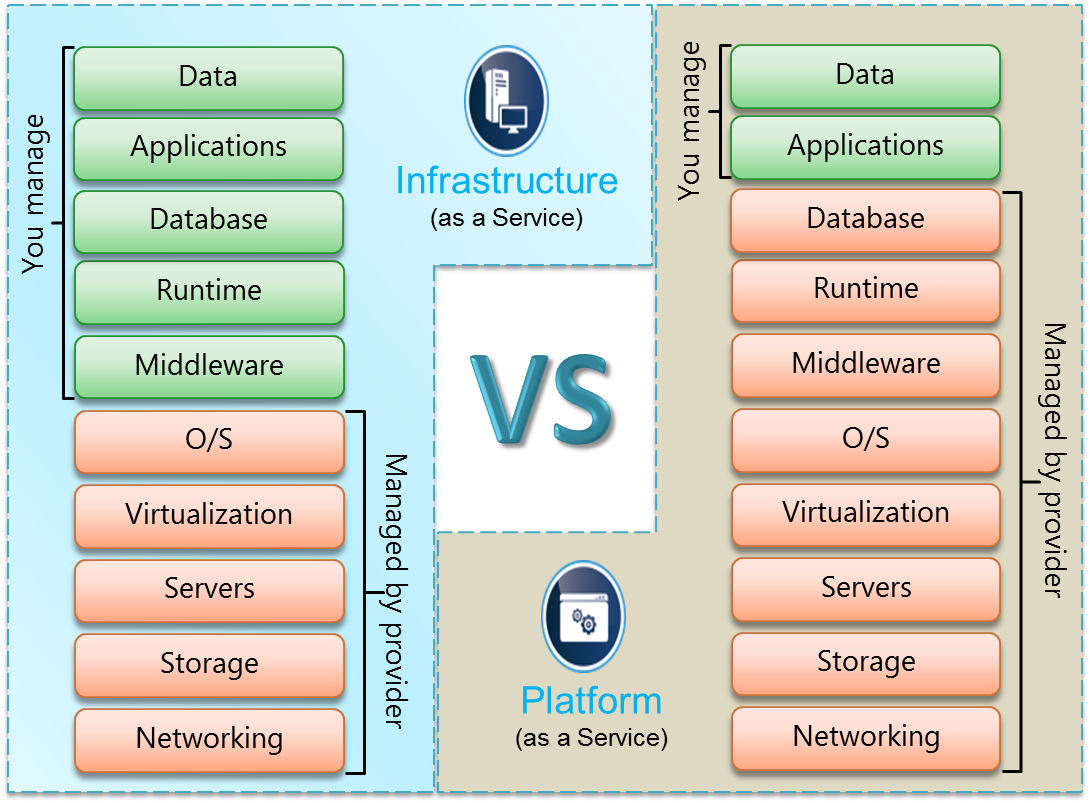 You manage
Data
Applications
Database
Runtime
Middleware
O/S
Virtualization
Servers
Storage
Networking
Managed by provider
Infrastructure
(as a Service)
VS
Platform
(as a Service)
You manage
Data
Applications
Database
Runtime
Middleware
O/S
Virtualization
Servers
Storage
Networking
Managed by provider